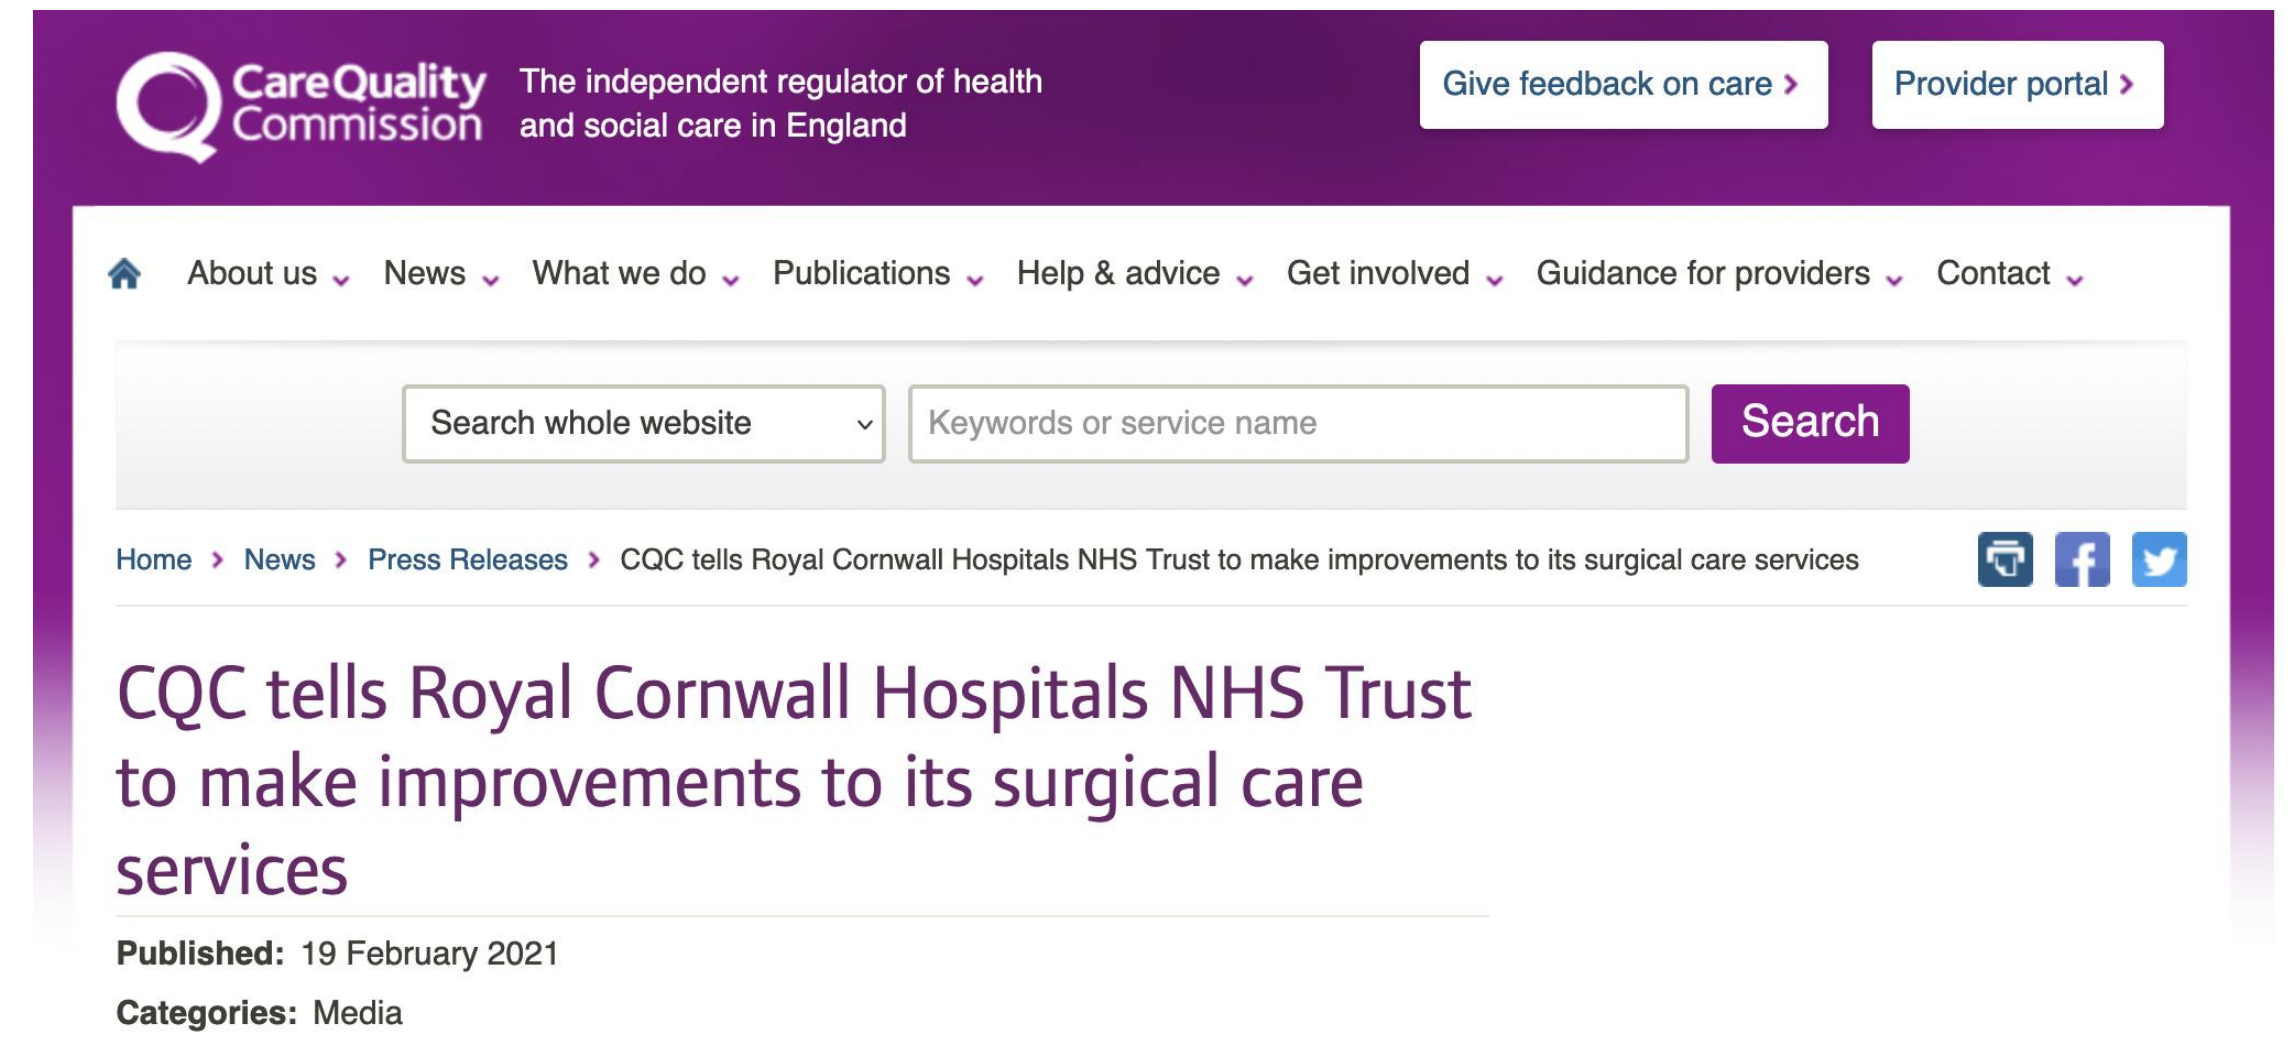 CareQuality
Commission
The independent regulator of health
and social care in England
Give feedback on care
Provider portal
About us
News
What we do
Publications
Help & advice
Get involved
Guidance for providers
Contact
Search whole website
Keywords or service name
Search
Home > News > Press Releases > CQC tells Royal Cornwall Hospitals NHS Trust to make improvements to its surgical care services
CQC tells Royal Cornwall Hospitals NHS Trust
to make improvements to its surgical care
services
Published: 19 February 2021
Categories: Media